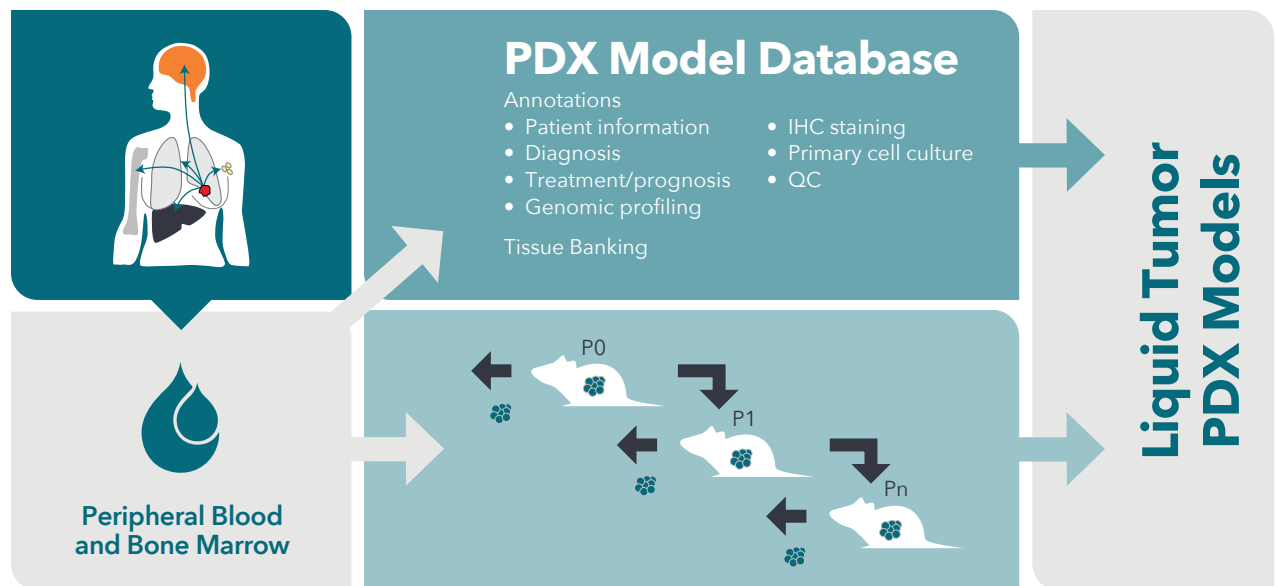 PDX Model Database
Annotations
• Patient information
• Diagnosis
• Treatment/prognosis
• Genomic profiling
• IHC staining
• Primary cell culture
• QC
Tissue Banking
Peripheral Blood
and Bone Marrow
P0
P1
Pn
Liquid Tumor
PDX Models